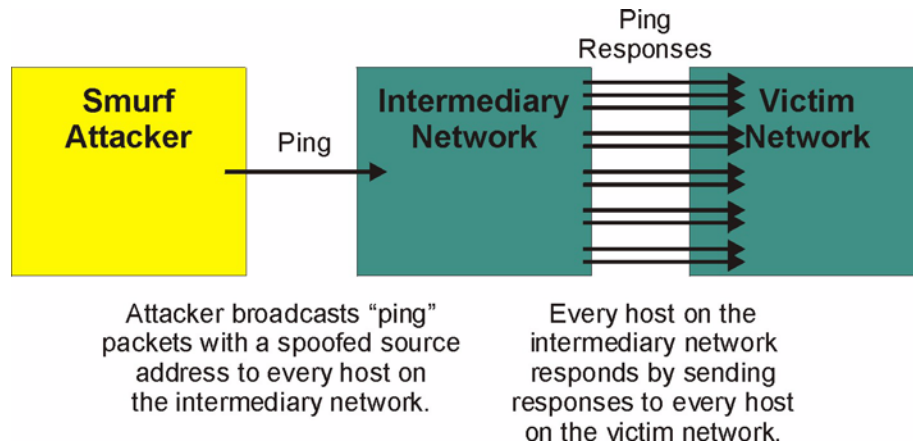 Ping
Responses
Smurf
Attacker
Ping
Intermediary
Network
Victim
Network
Attacker broadcasts “ping”
packets with a spoofed source
address to every host on
the intermediary network.
Every host on the
intermediary network
responds by sending
responses to every host
on the victim network.